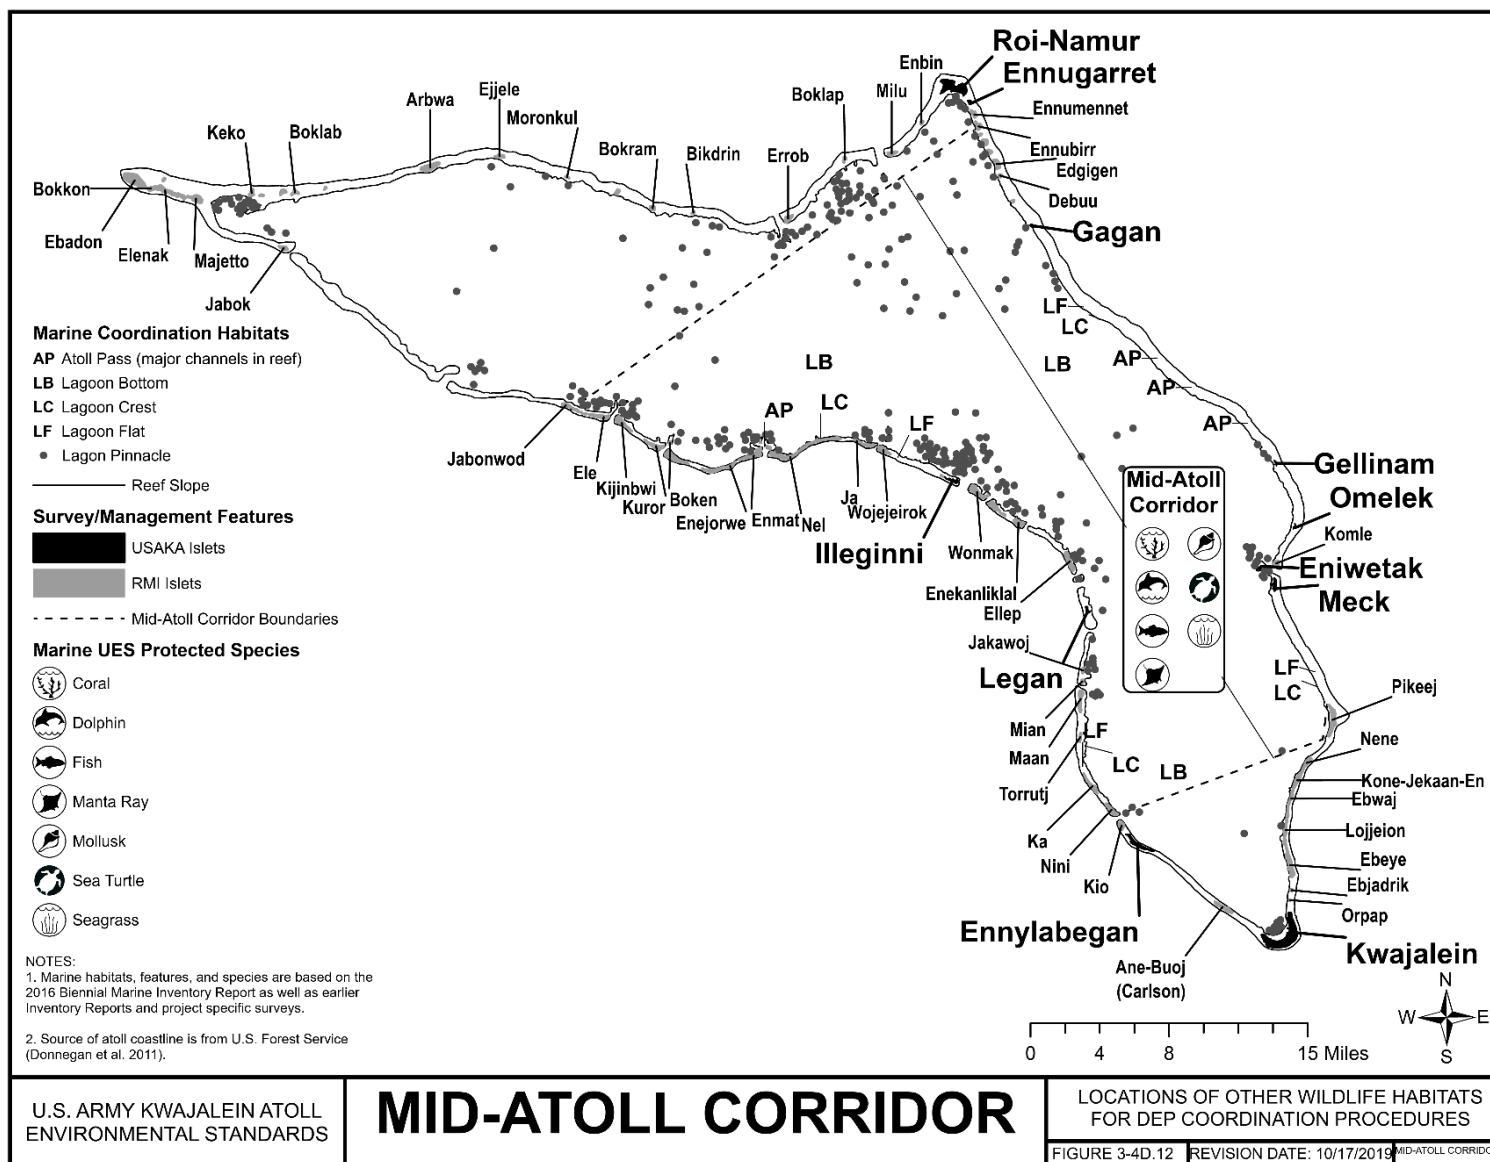 Roi-Namur
Ennugarret
Enbin
Milu
Boklap
Ejjele
Arbwa
Moronkul
Keko
Boklab
Bokram
Bikdrin
Errob
Ennumennet
Ennubirr
Edgigen
Debuu
Gagan
Bokkon
Ebadon
Elenak
Majetto
Jabok
LF
LC
LB
LB
AP
AP
AP
AP
LC
LF
Marine Coordination Habitats
AP Atoll Pass (major channels in reef)
LB Lagoon Bottom
LC Lagoon Crest
LF Lagoon Flat
Lagon Pinnacle
Reef Slope
Survey/Management Features
USAKA Islets
RMI Islets
Mid-Atoll Corridor Boundaries
Marine UES Protected Species
Coral
Dolphin
Fish
Manta Ray
Mollusk
Sea Turtle
Seagrass
Jabonwod
Ele
Kijinbwi
Kuror
Boken
Enejorwe
Enmat
Nel
Ja
Wojejeirok
Illeginni
Wonmak
Enekanliklal
Ellep
Jakawoj
Legan
Mian
Maan
Torrutj
Ka
Nini
Kio
Mid-Atoll
Corridor
Gellinam
Omelek
Komle
Eniwetak
Meck
LF
LC
Pikeej
Nene
Kone-Jekaan-En
Ebwaj
Lojjeion
Ebeye
Ebjadrik
Orpap
Kwajalein
LF
LC
LB
Ennylabegan
Ane-Buoj
(Carlson)
NOTES:
1. Marine habitats, features, and species are based on the
2016 Biennial Marine Inventory Report as well as earlier
Inventory Reports and project specific surveys.
2. Source of atoll coastline is from U.S. Forest Service
(Donnegan et al. 2011).
N
W E
S
0 4 8 15 Miles
U.S. ARMY KWAJALEIN ATOLL
ENVIRONMENTAL STANDARDS
MID-ATOLL CORRIDOR
LOCATIONS OF OTHER WILDLIFE HABITATS
FOR DEP COORDINATION PROCEDURES
FIGURE 3-4D.12
REVISION DATE: 10/17/2019
MID-ATOLL